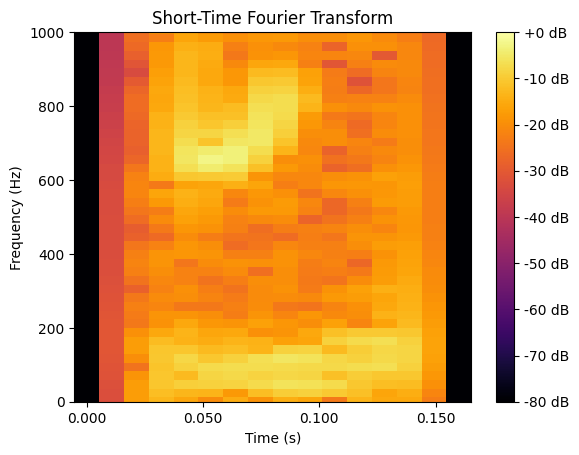 Short-Time Fourier Transform
1000
800
600
400
200
0
Frequency (Hz)
0.000
0.050
0.100
0.150
Time (s)
+0 dB
-10 dB
-20 dB
-30 dB
-40 dB
-50 dB
-60 dB
-70 dB
-80 dB